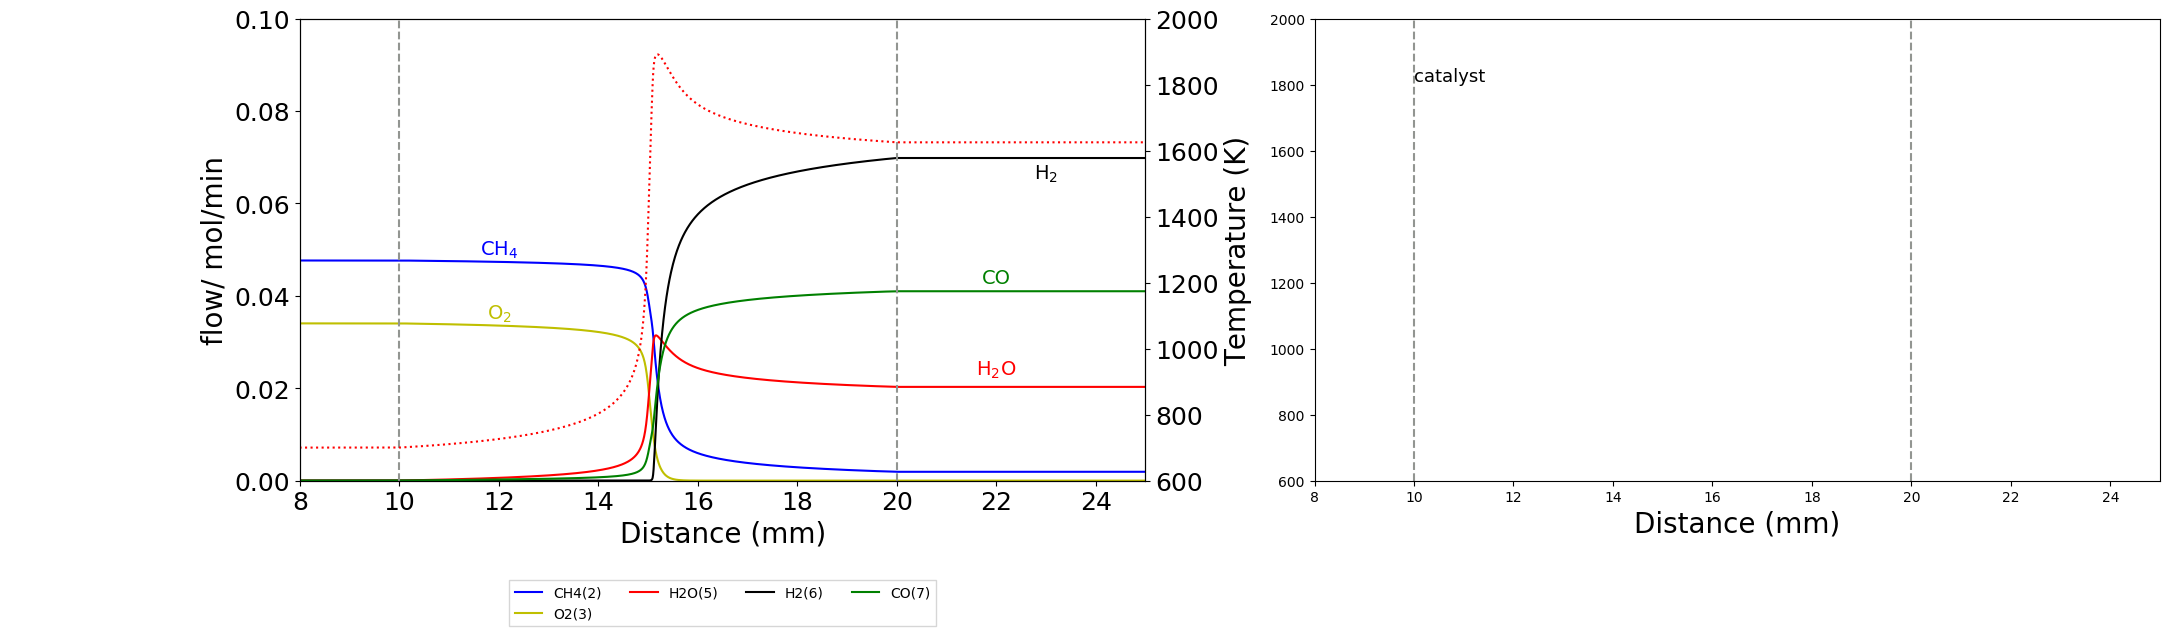 flow/ mol/min
0.10
0.08
0.06
0.04
0.02
0.00
CH4
O2
H2
CO
H2O
8 10 12 14 16 18 20 22 24
Distance (mm)
2000
1800
1600
1400
1200
1000
800
600
Temperature (K)
CH4(2) H2O(5) H2(6) CO(7)
O2(3)
2000
1800
1600
1400
1200
1000
800
600
catalyst
8 10 12 14 16 18 20 22 24
Distance (mm)